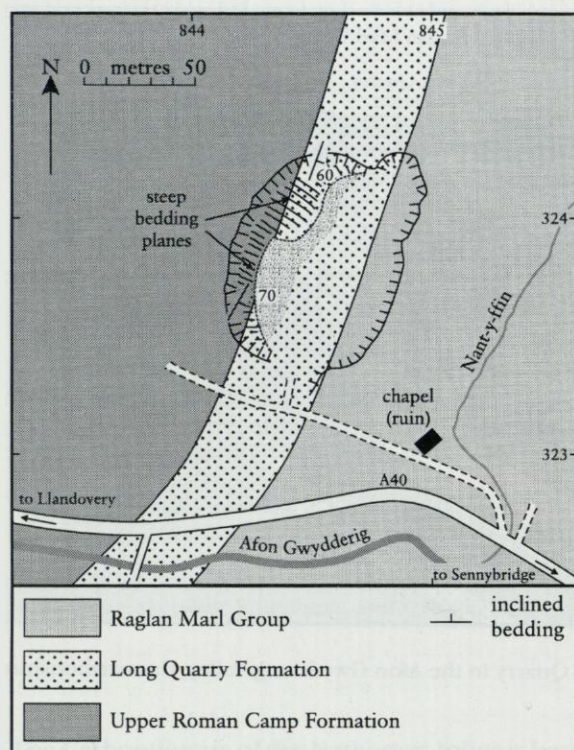 844
845
N
0 metres 50
60
steep
bedding
planes
324
70
Nant-y-ffin
chapel
(ruin)
323
A40
to Llandovery
Afon Gwydderig
to Sennybridge
Raglan Marl Group
inclined
bedding
Long Quarry Formation
Upper Roman Camp Formation